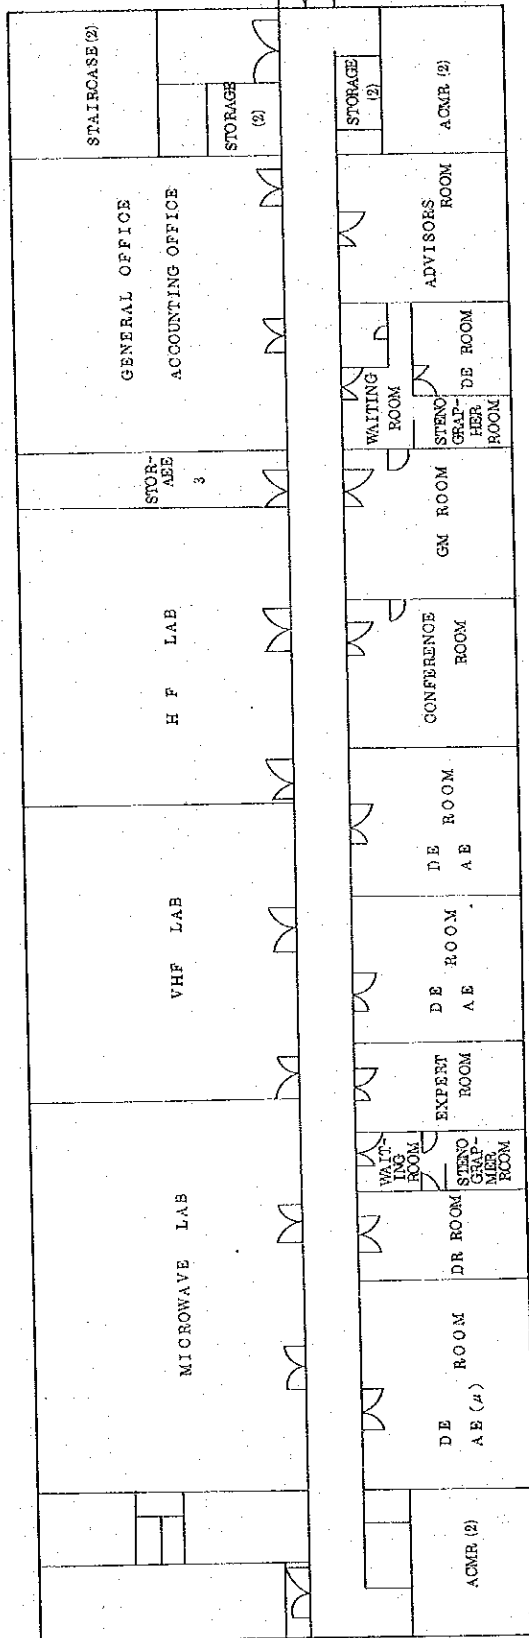 STAIRCASE (2)
STORAGE
(2)
STORAGE
(2)
ACMR (2)
GENERAL OFFICE
ACCOUNTING OFFICE
ADVISORS
ROOM
WAITING
ROOM
DE ROOM
STENO
GRAP-
HER
ROOM
STOR-
AEE
3
GM ROOM
HF LAB
CONFERENCE
ROOM
DE ROOM
AE
VHF LAB
DE ROOM
AE
EXPERT
ROOM
WAIT-
ING
ROOM
STENO
GRAP-
MER
ROOM
MICROWAVE LAB
DR ROOM
DE ROOM
AE (μ)
ACMR (2)